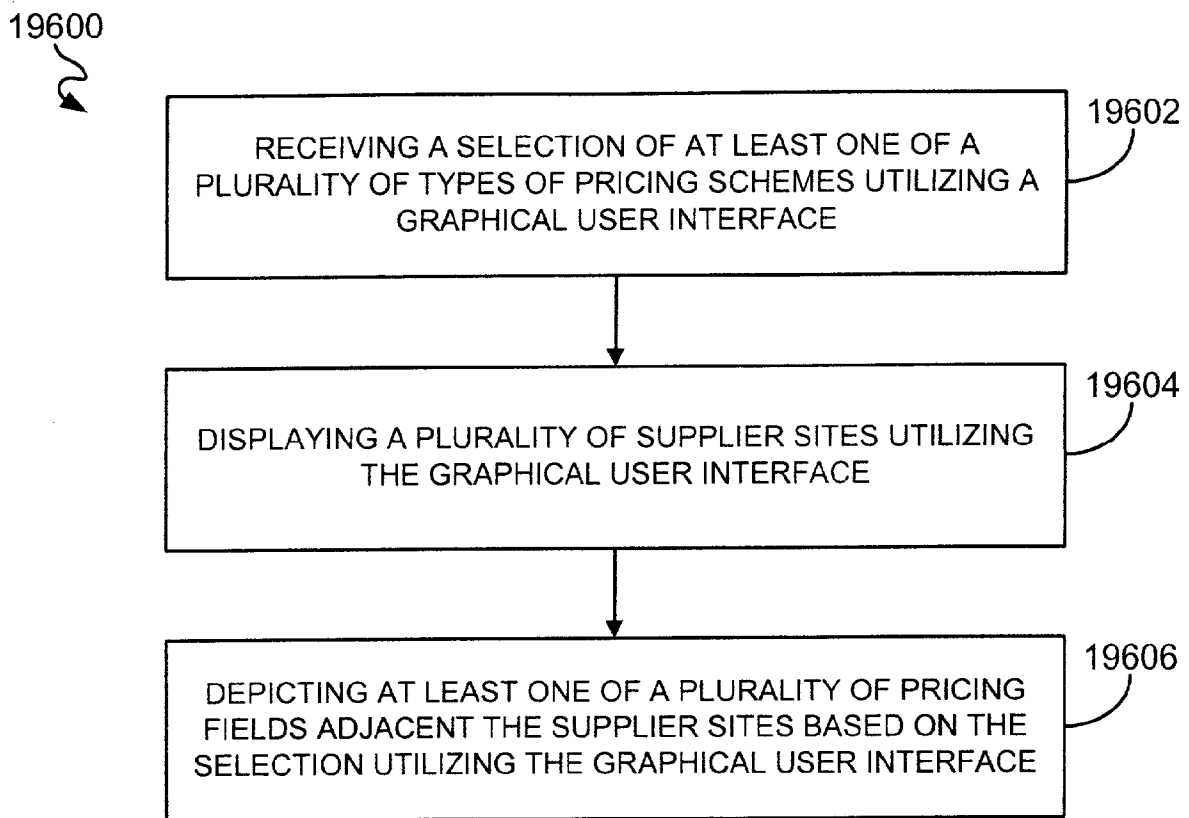 19600
19602
RECEIVING A SELECTION OF AT LEAST ONE OF A
PLURALITY OF TYPES OF PRICING SCHEMES UTILIZING A
GRAPHICAL USER INTERFACE
19604
DISPLAYING A PLURALITY OF SUPPLIER SITES UTILIZING
THE GRAPHICAL USER INTERFACE
19606
DEPICTING AT LEAST ONE OF A PLURALITY OF PRICING
FIELDS ADJACENT THE SUPPLIER SITES BASED ON THE
SELECTION UTILIZING THE GRAPHICAL USER INTERFACE